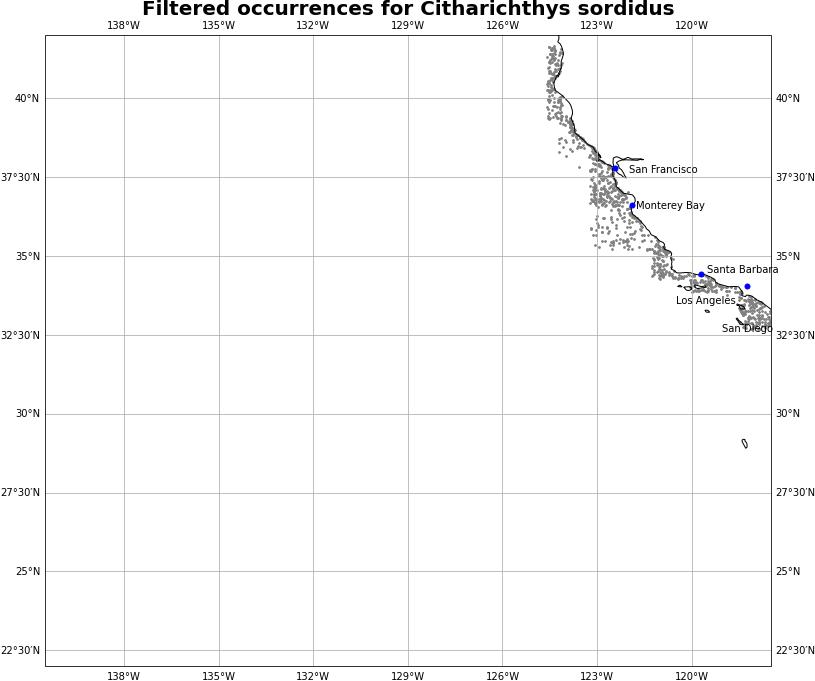 Filtered occurrences for Citharichthys sordidus
138°W 135°W 132°W 129°W 126°W 123°W 120°W
40°N 40°N
37°30′N San Francisco 37°30′N
Monterey Bay
35°N 35°N
Santa Barbara
Los Angeles
San Diego
32°30′N 32°30′N
30°N 30°N
27°30′N 27°30′N
25°N 25°N
22°30′N 22°30′N
138°W 135°W 132°W 129°W 126°W 123°W 120°W